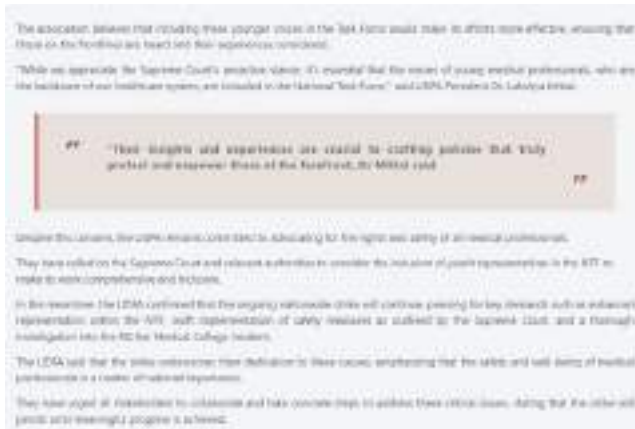 The association believes that including these younger voices in the Task Force would make its efforts more effective, ensuring that
those on the frontlines are heard and their experiences considered.
"While we appreciate the Supreme Court's proactive stance, it's essential that the voices of young medical professionals, who are
the backbone of our healthcare system, are included in the National Task Force," said President Dr.
"Their insights and experiences are crucial to crafting policies that truly
protect and empower those at the forefront, Dr Mittal said.
Despite this concern, the remains committed to advocating for the rights and safety of all medical professionals.
They have called on the Supreme Court and relevant authorities to consider the inclusion of youth representatives in the NTF to
make its work comprehensive and inclusive.
In the meantime, the confirmed that the ongoing nationwide strike will continue, pressing for key demands such as enhanced
representation within the NTF, swift implementation of safety measures as outlined by the Supreme Court, and a thorough
investigation into the RG Kar Medical College incident.
The said that the strike underscores their dedication to these causes, emphasizing that the safety and well-being of medical
professionals is a matter of national importance.
They have urged all stakeholders to collaborate and take concrete steps to address these critical issues, stating that the strike will
persist until meaningful progress is achieved.